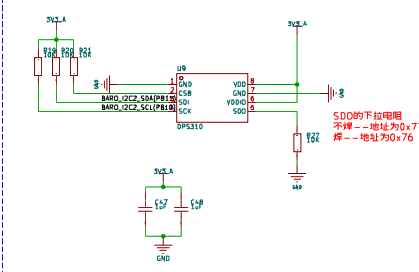 3V3_A
3V3_A
R19 R20 R21
10K 10K 10K
U9
GND
1 GND VDD 8
2 CSB GND 7
BARO_I2C2_SDA(PB11) 3 SDI VDDIO 6
BARO_I2C2_SCL(PB10) 4 SCK SDO 5
GND
DPS310
SDO的下拉电阻
不焊--地址为0x77
焊--地址为0x76
R27
10K
GND
3V3_A
C47 C48
1uF 1uF
GND